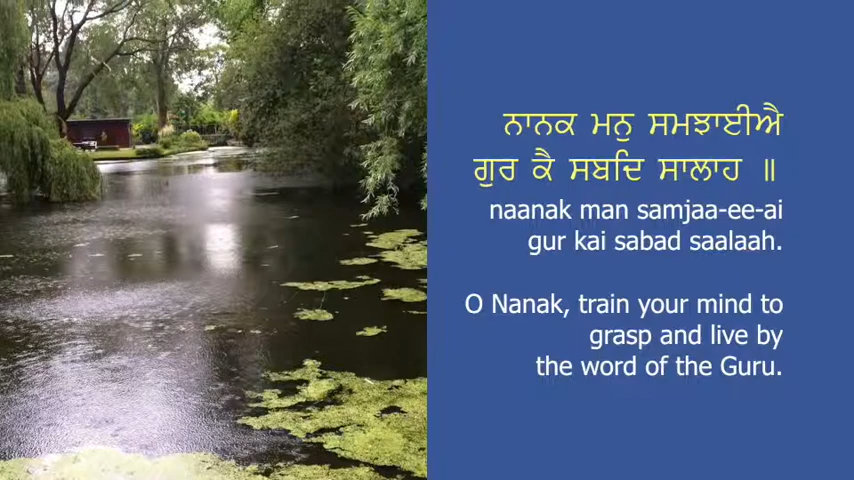 ਨਾਨਕ ਮਨੁ ਸਮਝਾਈਐ
ਗੁਰ ਕੈ ਸਬਦਿ ਸਾਲਾਹ ॥
naanak man samjaa-ee-ai
gur kai sabad saalaah.
O Nanak, train your mind to
grasp and live by
the word of the Guru.